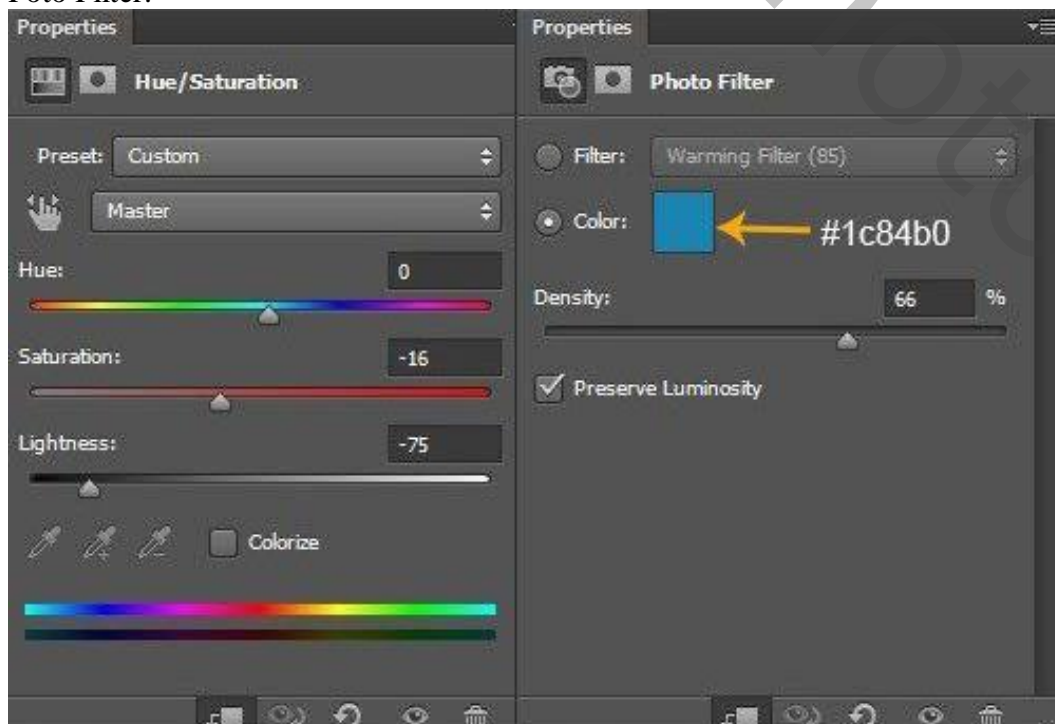 Foto Filter:
Properties
Hue/Saturation
Preset: Custom
Master
Hue: 0
Saturation: -16
Lightness: -75
Colorize
Properties
Photo Filter
Filter: Warming Filter (85)
Color: #1c84b0
Density: 66 %
Preserve Luminosity